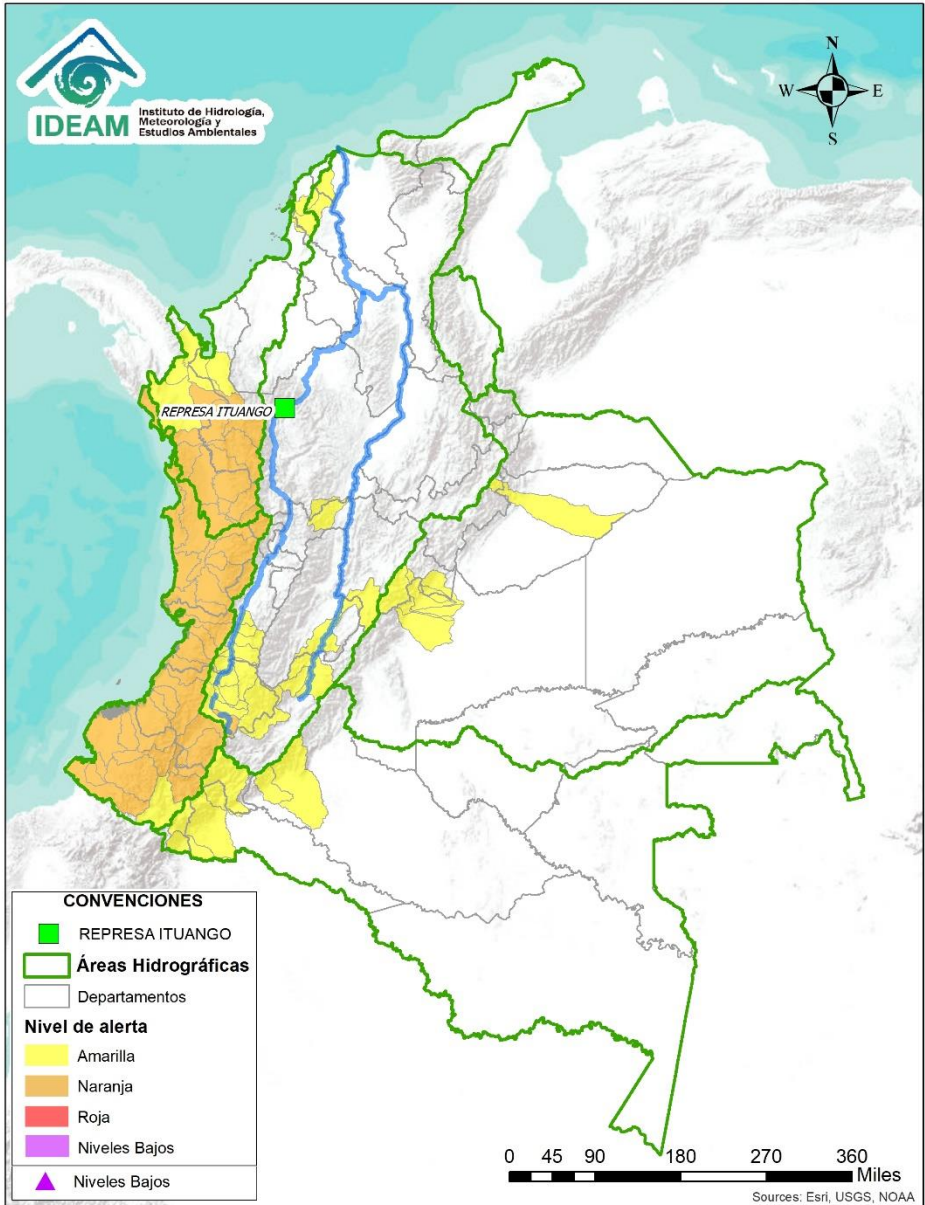 IDEAM
Instituto de Hidrología,
Meteorología y
Estudios Ambientales
N
W
E
S
REPRESA ITUANGO
CONVENCIONES
REPRESA ITUANGO
Áreas Hidrográficas
Departamentos
Nivel de alerta
Amarilla
Naranja
Roja
Niveles Bajos
Niveles Bajos
0 45 90 180 270 360
Miles
Sources: Esri, USGS, NOAA